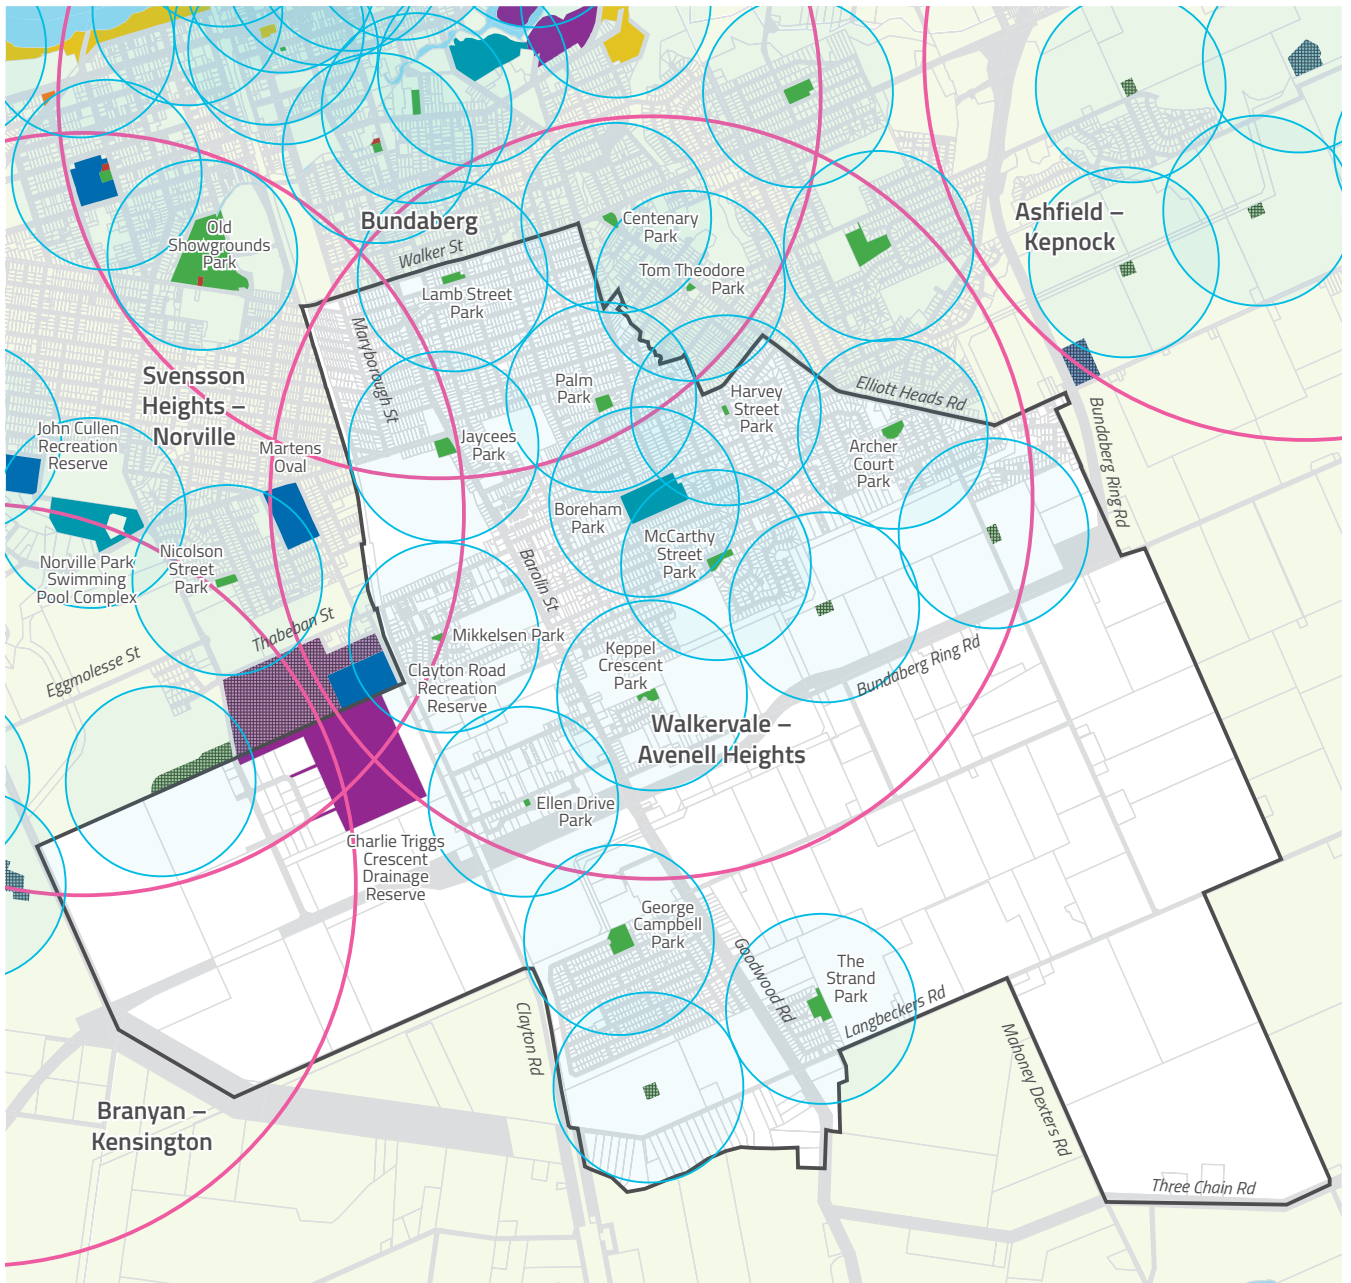 Bundaberg
Ashfield –
Kepnock
Centenary
Park
Old
Showgrounds
Park
Walker St
Tom Theodore
Park
Lamb Street
Park
Maryborough St
Svensson
Heights –
Norville
Palm
Park
Harvey
Street
Park
Elliott Heads Rd
John Cullen
Recreation
Reserve
Martens
Oval
Jaycees
Park
Archer
Court
Park
Bundaberg Ring Rd
Boreham
Park
McCarthy
Street
Park
Norville Park
Swimming
Pool Complex
Nicolson
Street
Park
Barolin St
Thabeban St
Mikkelsen Park
Keppel
Crescent
Park
Eggmolesse St
Clayton Road
Recreation
Reserve
Bundaberg Ring Rd
Walkervale –
Avenell Heights
Ellen Drive
Park
Charlie Triggs
Crescent
Drainage
Reserve
George
Campbell
Park
Goodwood Rd
The
Strand
Park
Langbeckers Rd
Clayton Rd
Mahoney Dexters Rd
Branyan –
Kensington
Three Chain Rd